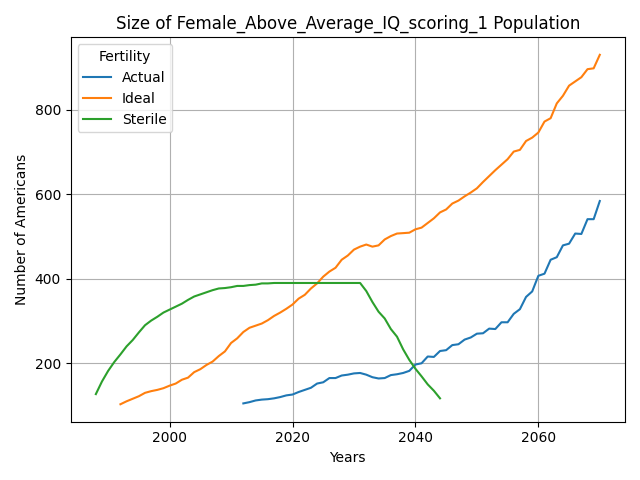 Size of Female_Above_Average_IQ_scoring_1 Population
Fertility
Actual
Ideal
Sterile
Number of Americans
800
600
400
200
2000
2020
2040
2060
Years